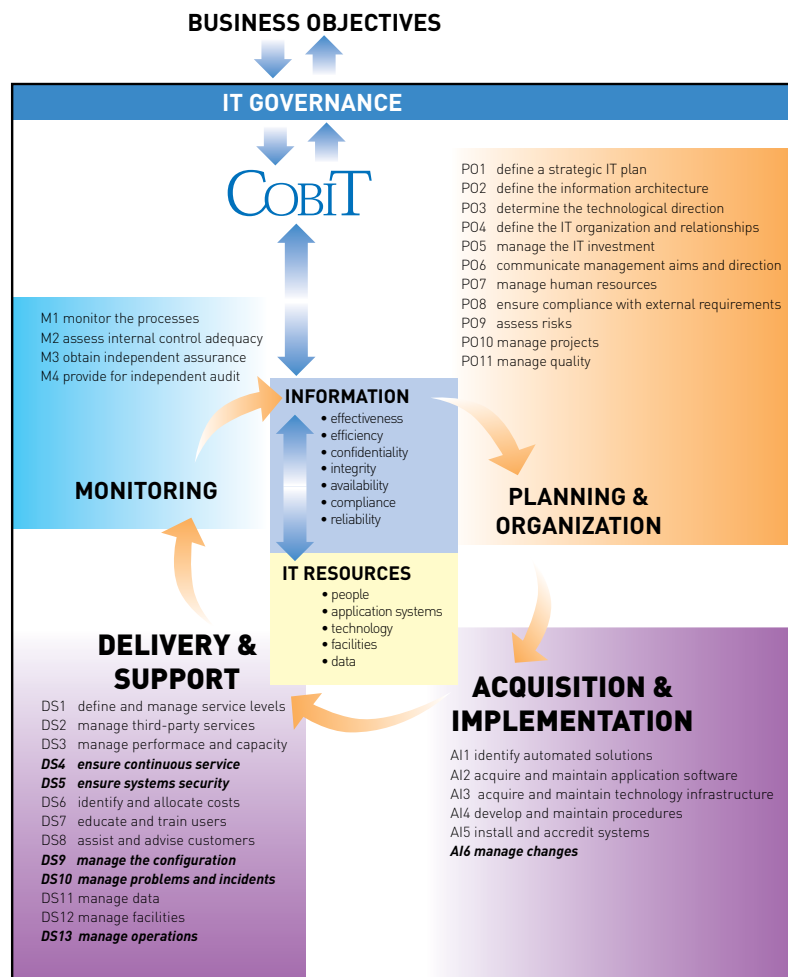 BUSINESS OBJECTIVES
IT GOVERNANCE
COBIT
PO1 define a strategic IT plan
PO2 define the information architecture
PO3 determine the technological direction
PO4 define the IT organization and relationships
PO5 manage the IT investment
PO6 communicate management aims and direction
PO7 manage human resources
PO8 ensure compliance with external requirements
PO9 assess risks
PO10 manage projects
PO11 manage quality
M1 monitor the processes
M2 assess internal control adequacy
M3 obtain independent assurance
M4 provide for independent audit
INFORMATION
• effectiveness
• efficiency
• confidentiality
• integrity
• availability
• compliance
• reliability
MONITORING
PLANNING &
ORGANIZATION
IT RESOURCES
• people
• application systems
• technology
• facilities
• data
DELIVERY &
SUPPORT
DS1 define and manage service levels
DS2 manage third-party services
DS3 manage performace and capacity
DS4 ensure continuous service
DS5 ensure systems security
DS6 identify and allocate costs
DS7 educate and train users
DS8 assist and advise customers
DS9 manage the configuration
DS10 manage problems and incidents
DS11 manage data
DS12 manage facilities
DS13 manage operations
ACQUISITION &
IMPLEMENTATION
AI1 identify automated solutions
AI2 acquire and maintain application software
AI3 acquire and maintain technology infrastructure
AI4 develop and maintain procedures
AI5 install and accredit systems
AI6 manage changes